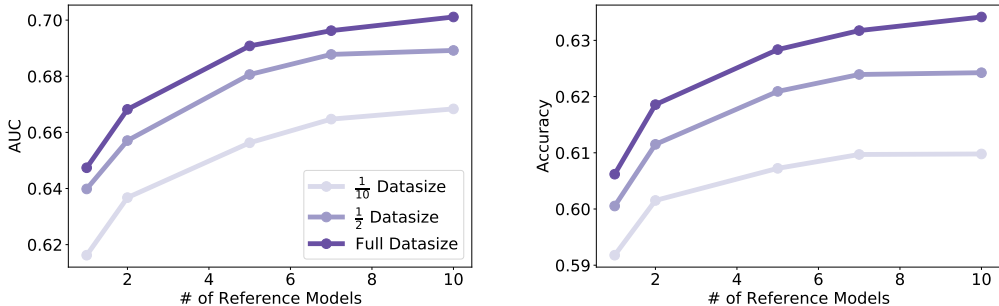 0.70
0.68
0.66
0.64
0.62
AUC
2
4
6
8
10
# of Reference Models
1/10 Datasize
1/2 Datasize
Full Datasize
0.63
0.62
0.61
0.60
0.59
Accuracy
2
4
6
8
10
# of Reference Models